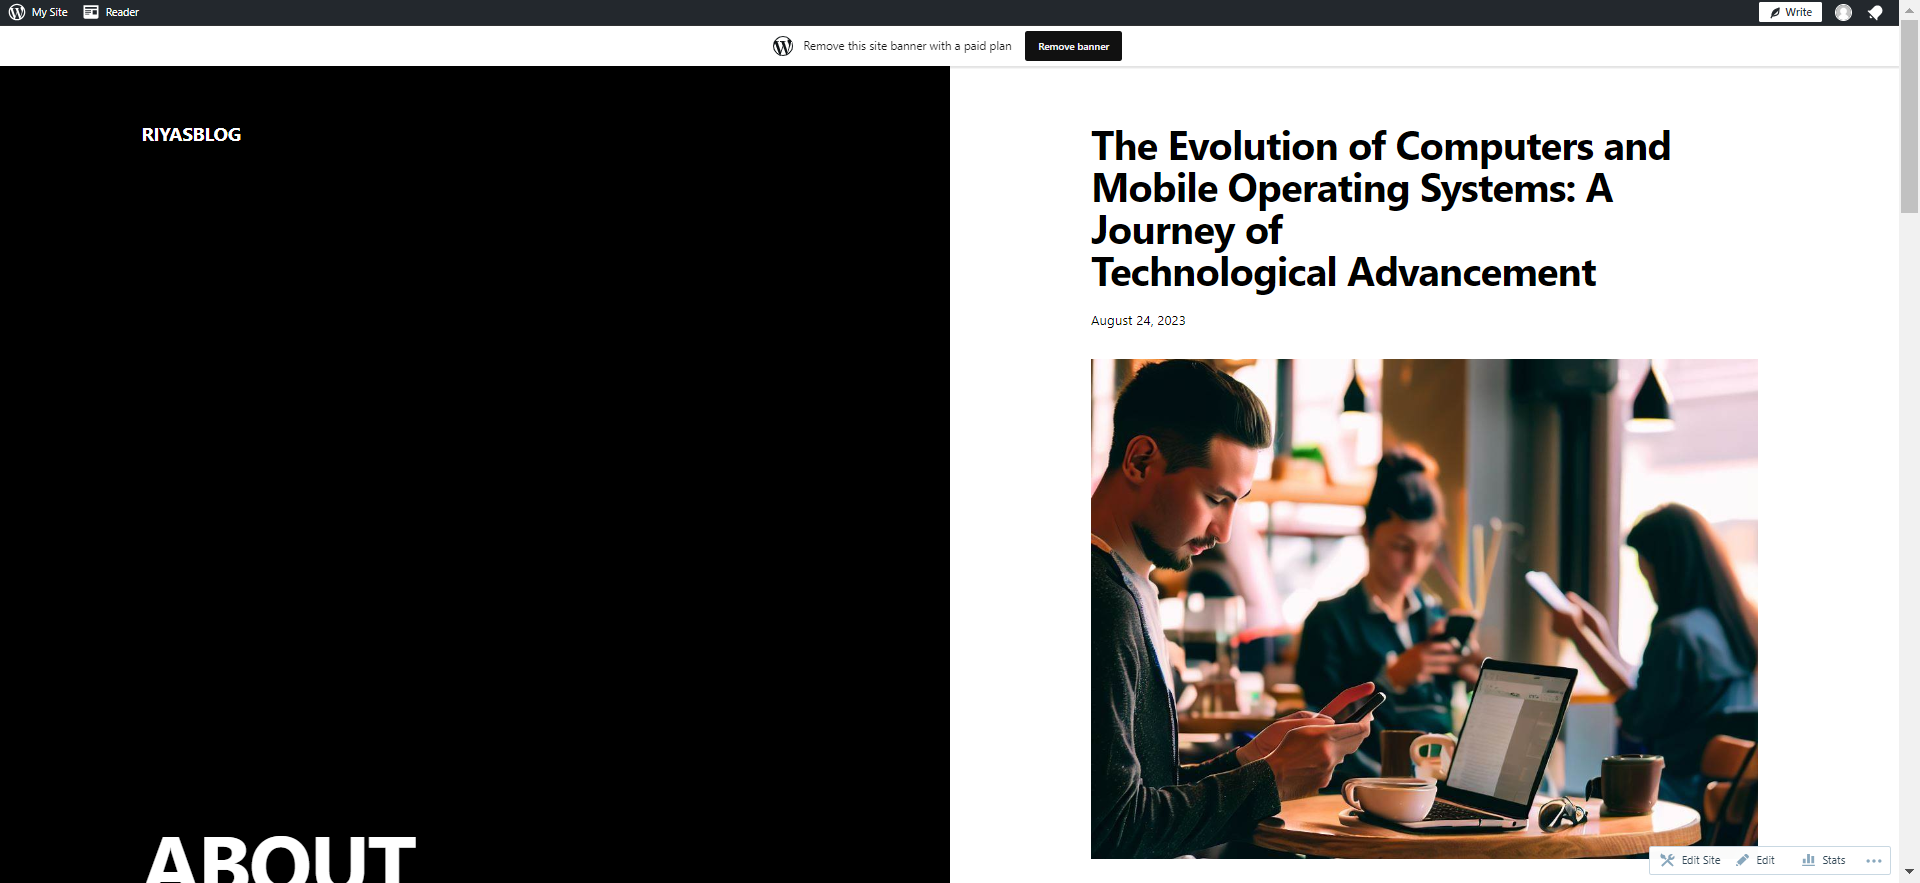 My Site Reader Write
Remove this site banner with a paid plan Remove banner
RIYASBLOG
ABOUT
The Evolution of Computers and
Mobile Operating Systems: A
Journey of
Technological Advancement
August 24, 2023
Edit Site Edit Stats